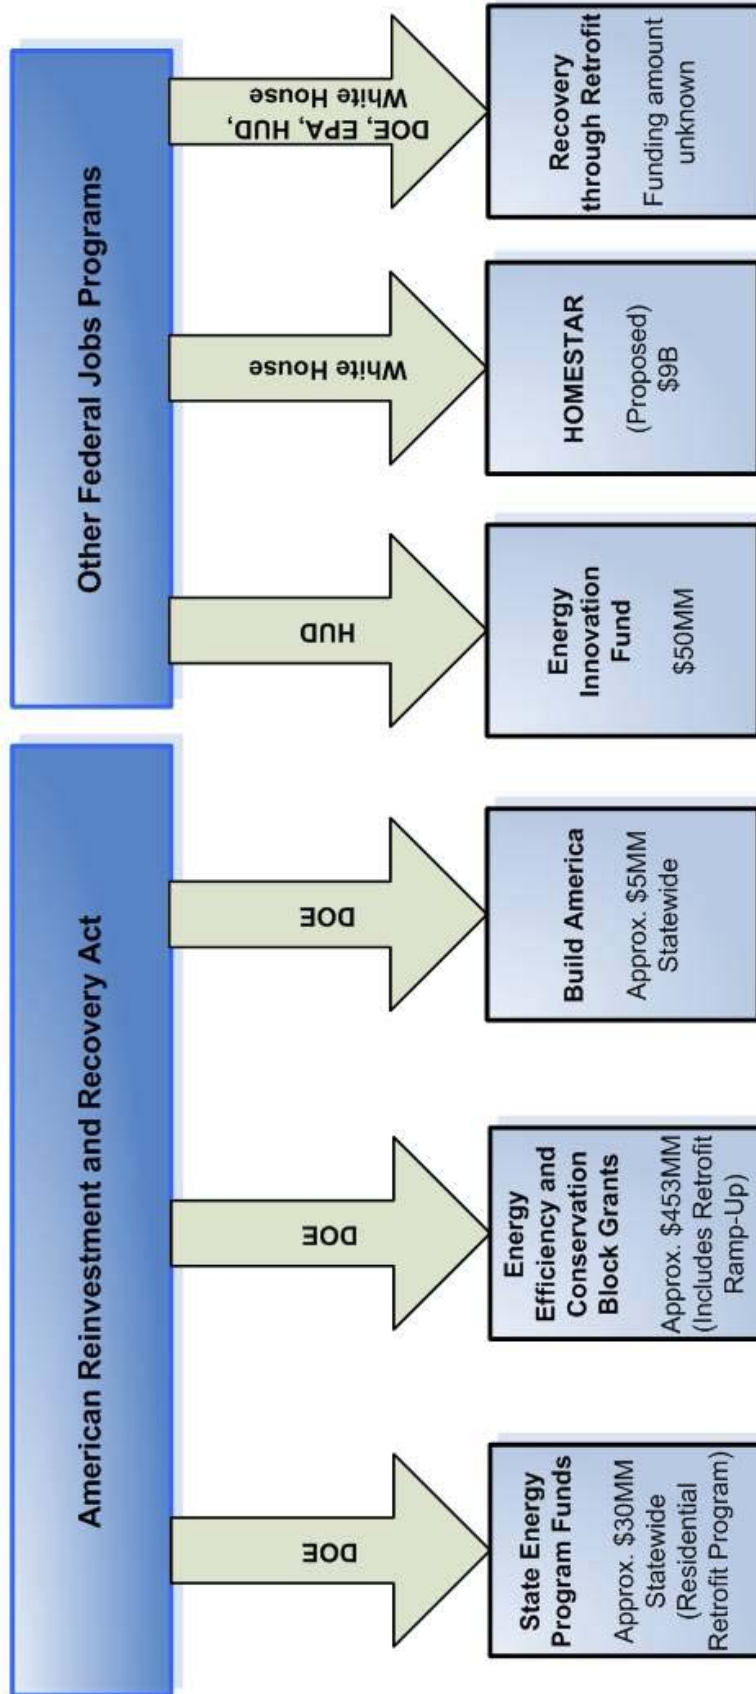 American Reinvestment and Recovery Act
Other Federal Jobs Programs
DOE
DOE
DOE
HUD
White House
DOE, EPA, HUD,
White House
State Energy
Program Funds
Approx. $30MM
Statewide
(Residential
Retrofit Program)
Energy
Efficiency and
Conservation
Block Grants
Approx. $453MM
(Includes Retrofit
Ramp-Up)
Build America
Approx. $5MM
Statewide
Energy
Innovation
Fund
$50MM
HOMESTAR
(Proposed)
$9B
Recovery
through Retrofit
Funding amount
unknown